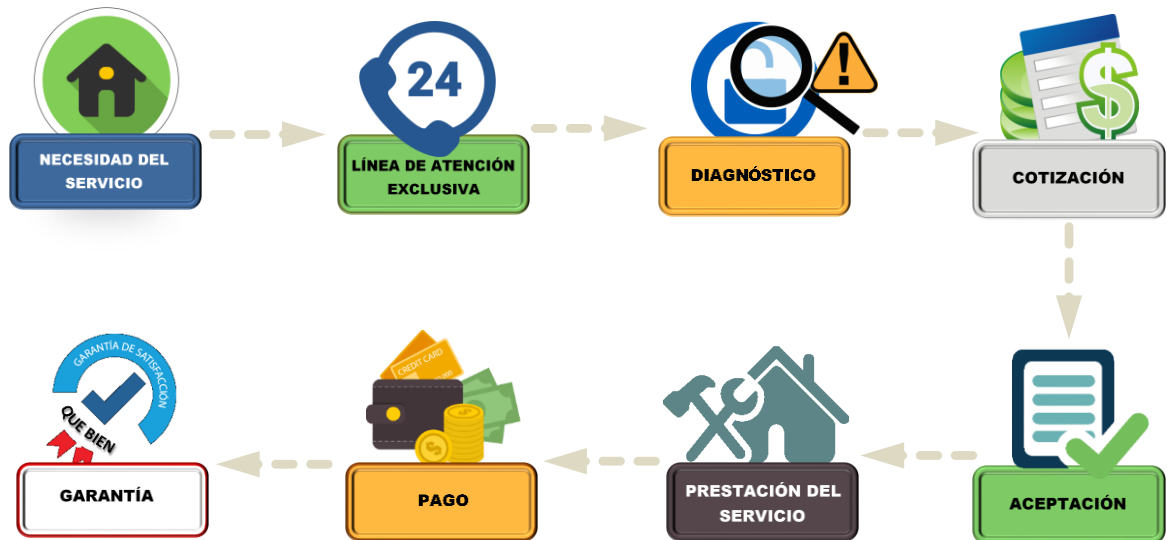 24
NECESIDAD DEL
SERVICIO
LÍNEA DE ATENCIÓN
EXCLUSIVA
DIAGNÓSTICO
COTIZACIÓN
ACEPTACIÓN
PRESTACIÓN DEL
SERVICIO
CREDIT CARD
PAGO
GARANTÍA DE SATISFACCIÓN
QUE BIEN
GARANTÍA